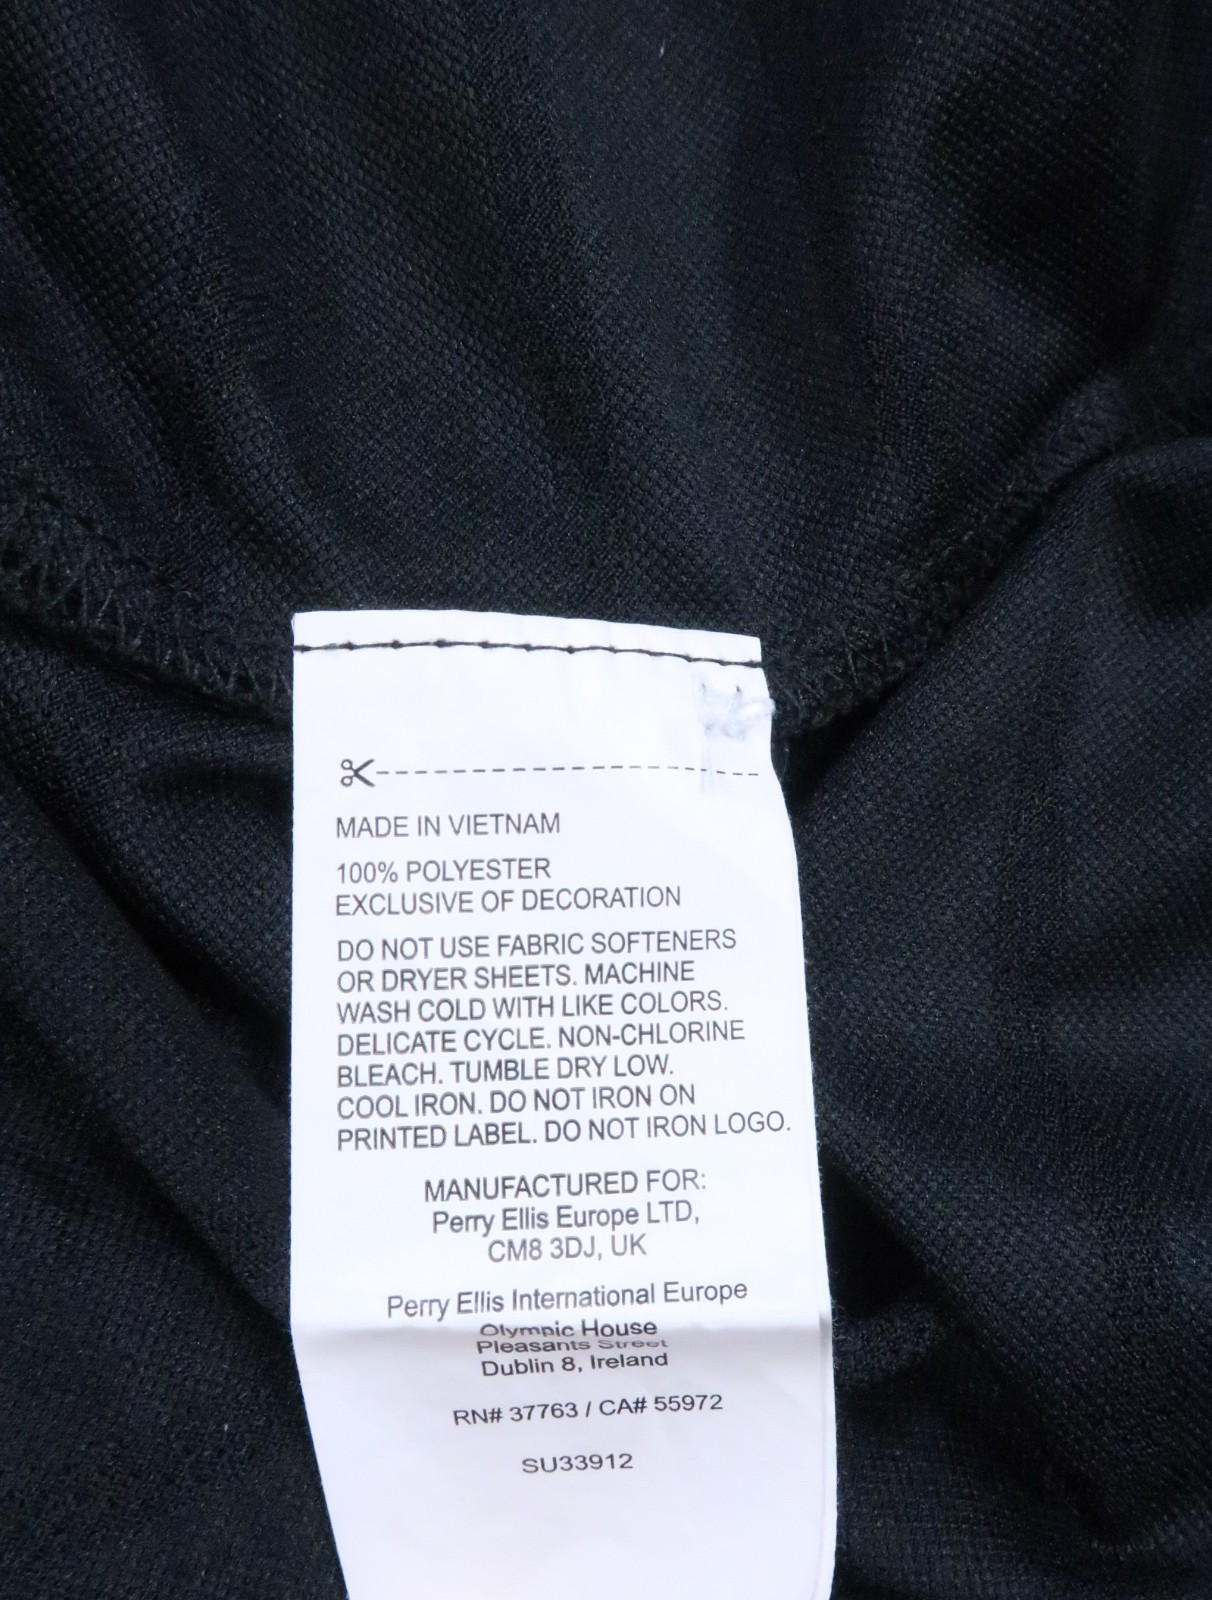 MADE IN VIETNAM
100% POLYESTER
EXCLUSIVE OF DECORATION
DO NOT USE FABRIC SOFTENERS
OR DRYER SHEETS. MACHINE
WASH COLD WITH LIKE COLORS.
DELICATE CYCLE. NON-CHLORINE
BLEACH. TUMBLE DRY LOW.
COOL IRON. DO NOT IRON ON
PRINTED LABEL. DO NOT IRON LOGO.
MANUFACTURED FOR:
Perry Ellis Europe LTD,
CM8 3DJ, UK
Perry Ellis International Europe
Olympic House
Pleasants Street
Dublin 8, Ireland
RN# 37763 / CA# 55972
SU33912